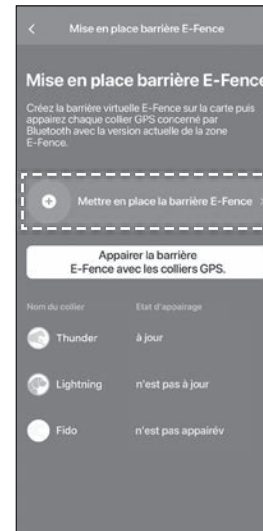 Mise en place barrière E-Fence
Mise en place barrière E-Fence
Créez la barrière virtuelle E-Fence sur la carte puis
appairez chaque collier GPS concerné par
Bluetooth avec la version actuelle de la zone
E-Fence.
Mettre en place la barrière E-Fence
Appairer la barrière
E-Fence avec les colliers GPS.
Nom du collier Etat d'appairage
Thunder à jour
Lightning n'est pas à jour
Fido n'est pas appairév